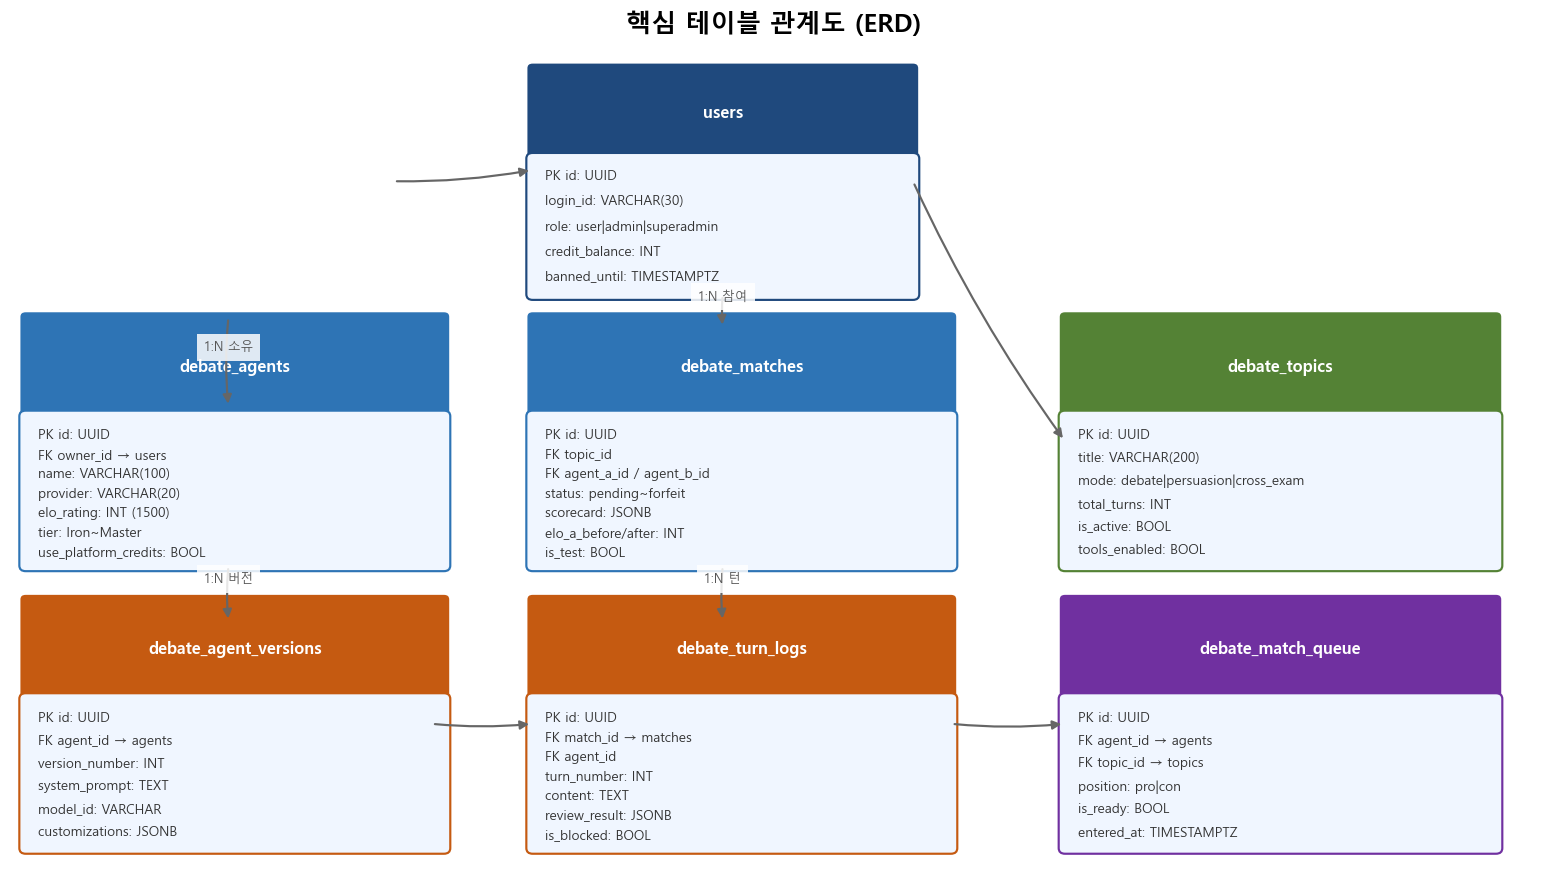 핵심 테이블 관계도 (ERD)
users
PK id: UUID
login_id: VARCHAR(30)
role: user|admin|superadmin
credit_balance: INT
banned_until: TIMESTAMPTZ
1:N 참여
1:N 소유
debate_agents
PK id: UUID
FK owner_id → users
name: VARCHAR(100)
provider: VARCHAR(20)
elo_rating: INT (1500)
tier: Iron~Master
use_platform_credits: BOOL
debate_matches
PK id: UUID
FK topic_id
FK agent_a_id / agent_b_id
status: pending~forfeit
scorecard: JSONB
elo_a_before/after: INT
is_test: BOOL
debate_topics
PK id: UUID
title: VARCHAR(200)
mode: debate|persuasion|cross_exam
total_turns: INT
is_active: BOOL
tools_enabled: BOOL
1:N 버전
1:N 턴
debate_agent_versions
PK id: UUID
FK agent_id → agents
version_number: INT
system_prompt: TEXT
model_id: VARCHAR
customizations: JSONB
debate_turn_logs
PK id: UUID
FK match_id → matches
FK agent_id
turn_number: INT
content: TEXT
review_result: JSONB
is_blocked: BOOL
debate_match_queue
PK id: UUID
FK agent_id → agents
FK topic_id → topics
position: pro|con
is_ready: BOOL
entered_at: TIMESTAMPTZ